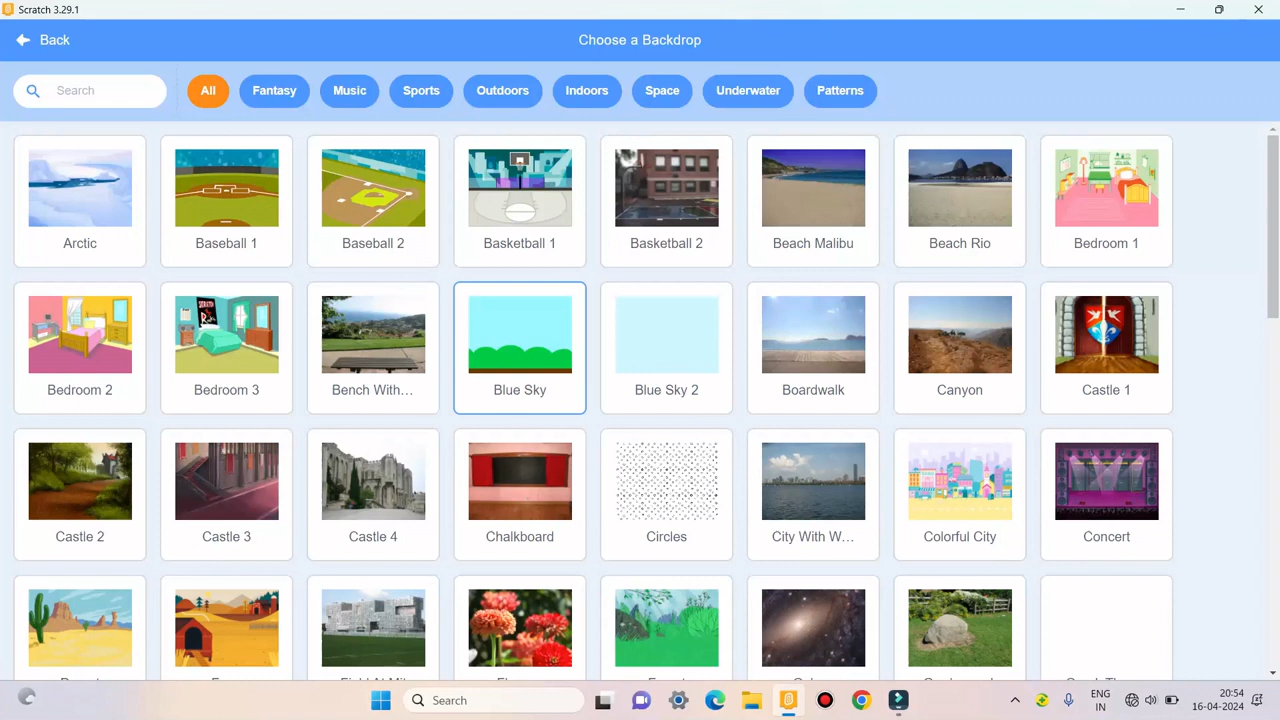 Scratch 3.29.1
Back
Choose a Backdrop
Search
All
Fantasy
Music
Sports
Outdoors
Indoors
Space
Underwater
Patterns
Arctic
Baseball 1
Baseball 2
Basketball 1
Basketball 2
Beach Malibu
Beach Rio
Bedroom 1
Bedroom 2
Bedroom 3
Bench With...
Blue Sky
Blue Sky 2
Boardwalk
Canyon
Castle 1
Castle 2
Castle 3
Castle 4
Chalkboard
Circles
City With W...
Colorful City
Concert
Search
ENG
IN
20:54
16-04-2024